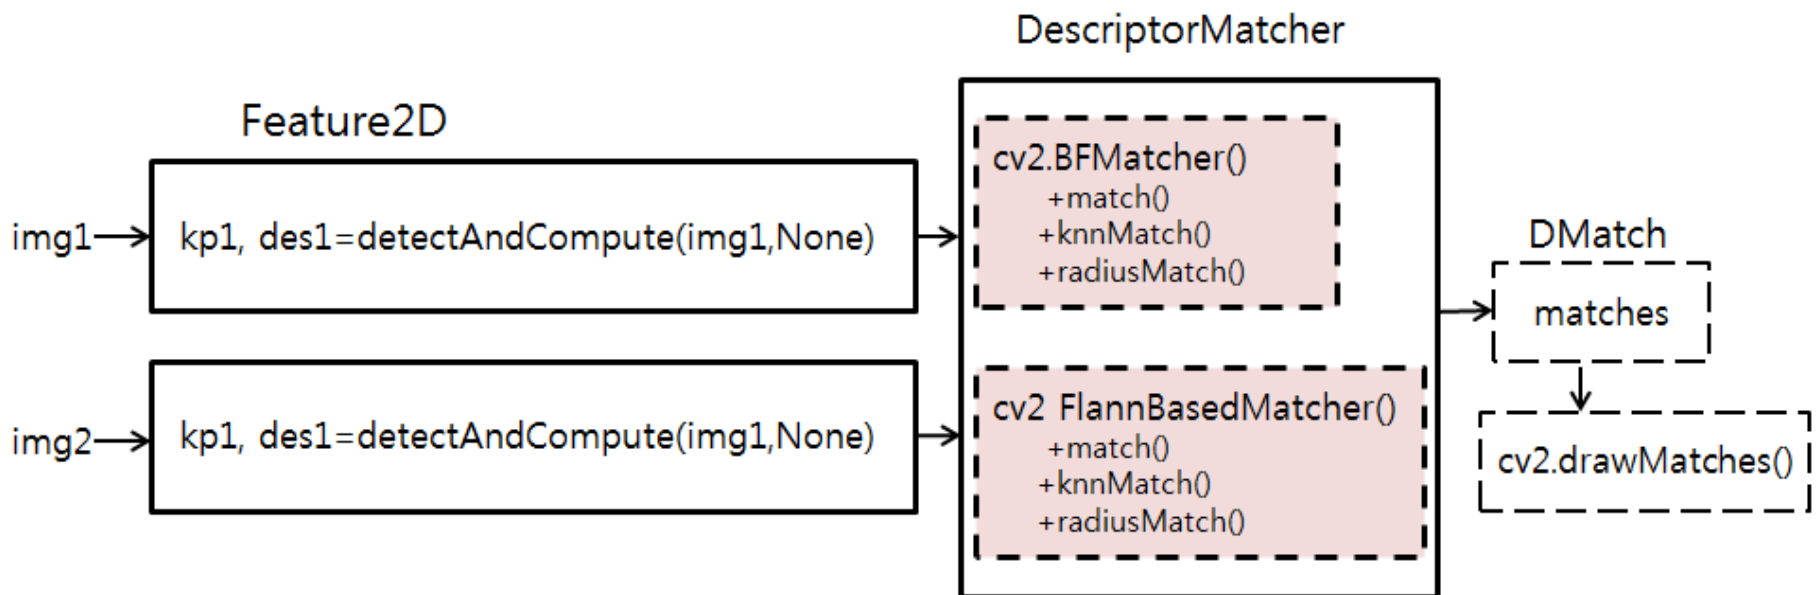 DescriptorMatcher
Feature2D
cv2.BFMatcher()
+match()
+knnMatch()
+radiusMatch()
img1
kp1, des1=detectAndCompute(img1,None)
DMatch
matches
img2
kp1, des1=detectAndCompute(img1,None)
cv2 FlannBasedMatcher()
+match()
+knnMatch()
+radiusMatch()
cv2.drawMatches()